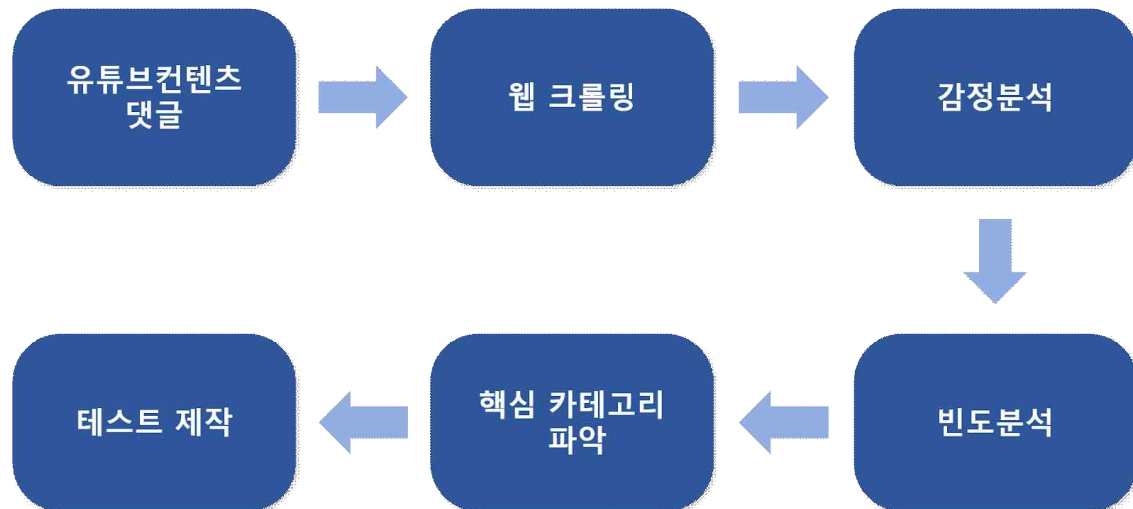 유튜브컨텐츠
댓글
웹 크롤링
감정분석
빈도분석
핵심 카테고리
파악
테스트 제작